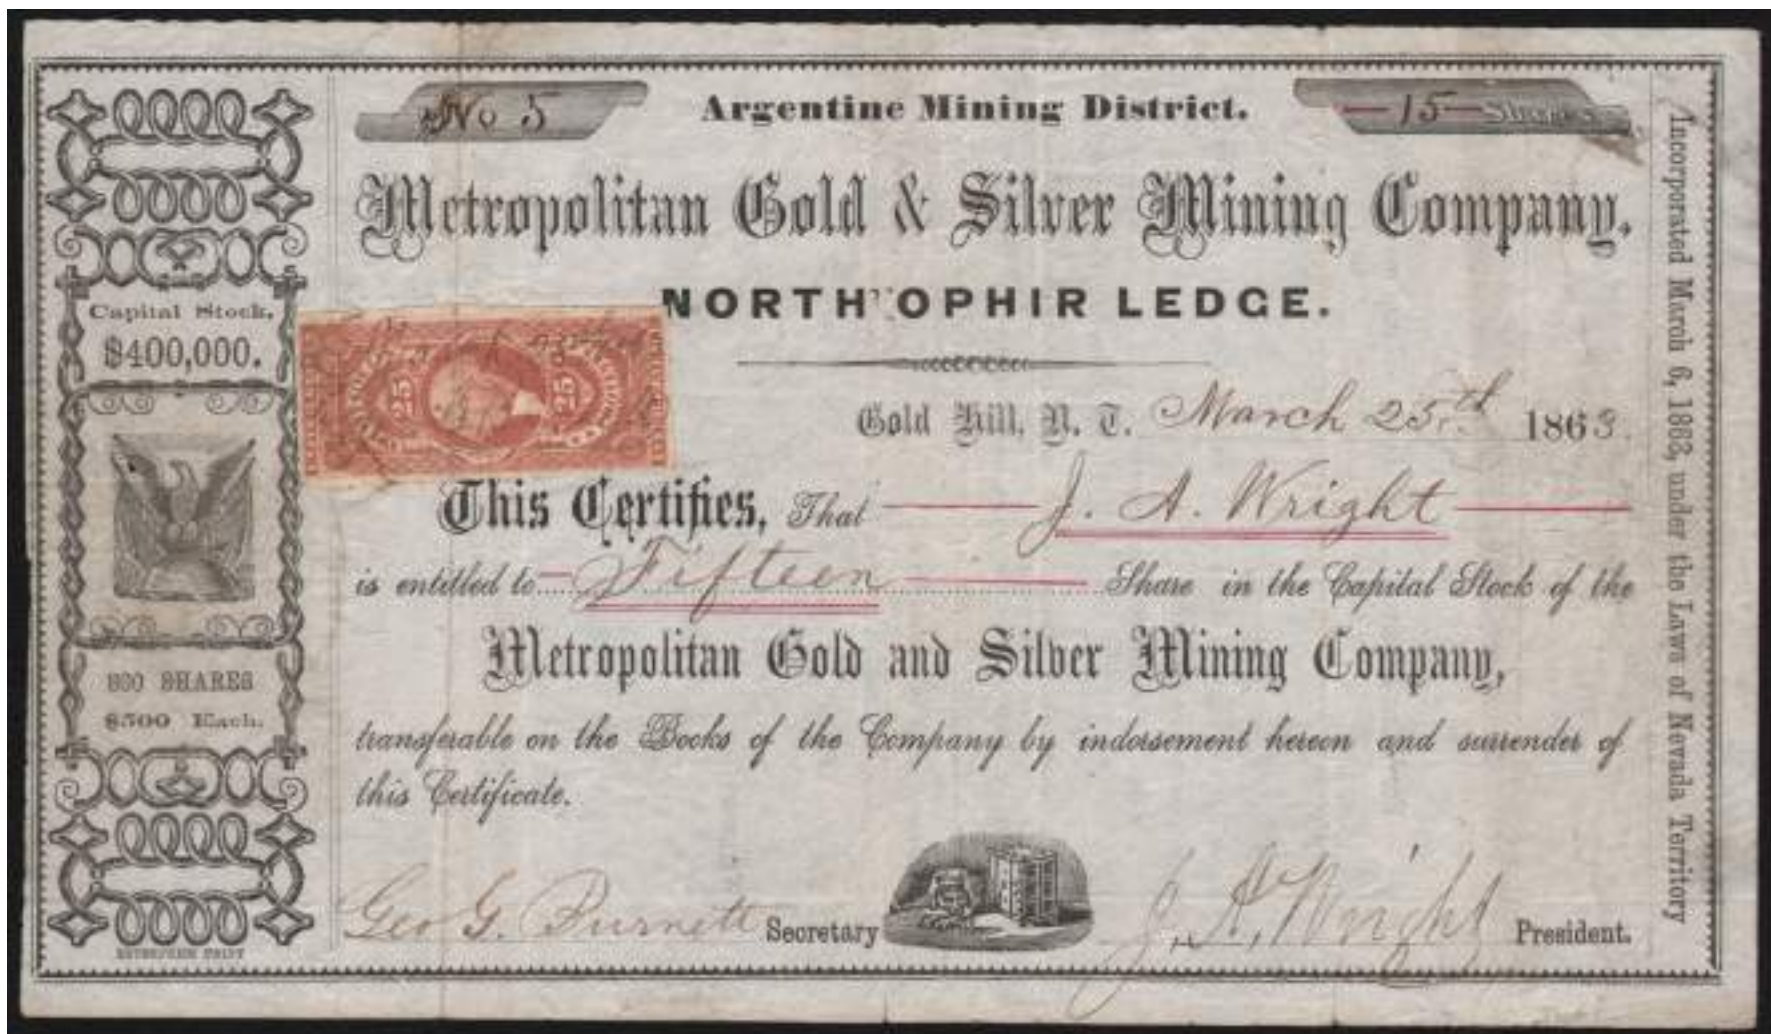 No 5
Argentine Mining District.
15 Shares
Metropolitan Gold & Silver Mining Company.
NORTH OPHIR LEDGE.
Capital Stock,
$400,000.
25 25
Gold Hill, N. T. March 25th 1863.
This Certifies, That J. A. Wright
is entitled to Fifteen Share in the Capital Stock of the
Metropolitan Gold and Silver Mining Company,
800 SHARES
$500 Each.
transferable on the Books of the Company by indorsement hereon and surrender of
this Certificate.
Geo G. Burnett Secretary
J. A. Wright President.
Incorporated March 6, 1863, under the Laws of Nevada Territory